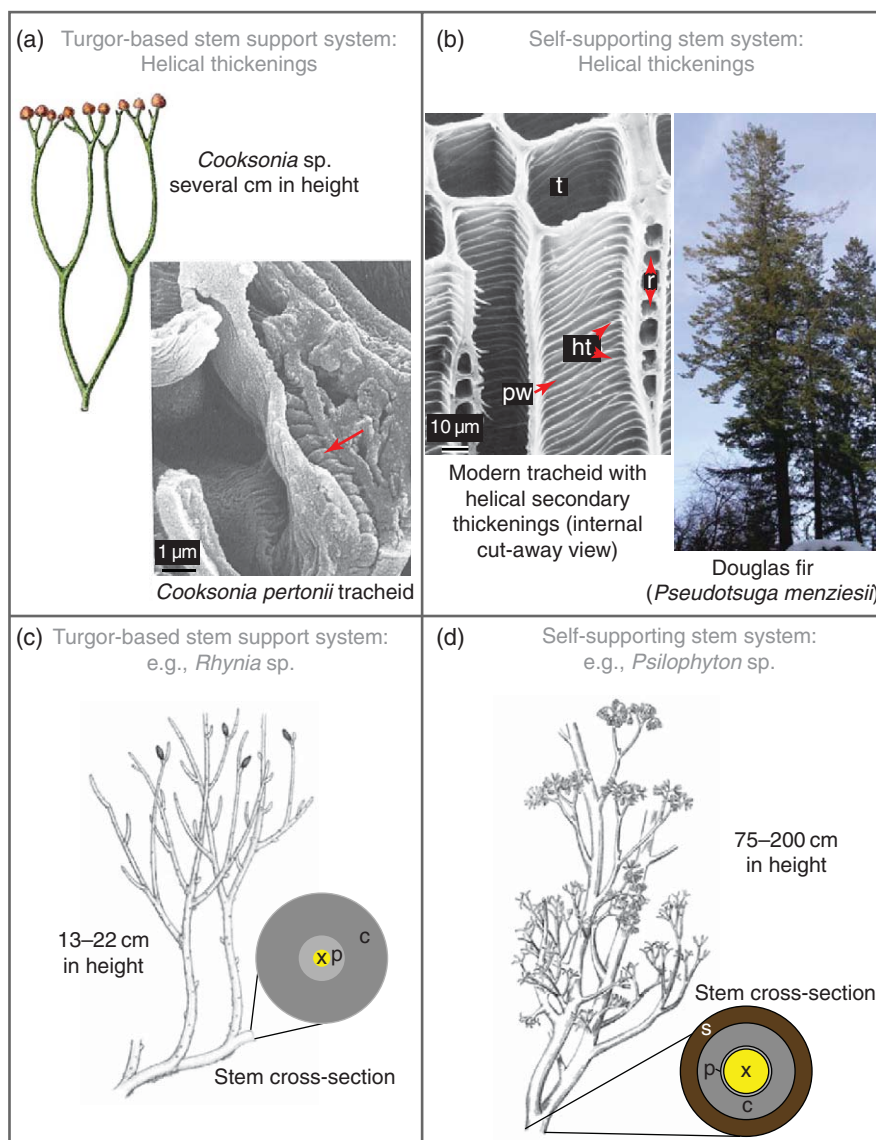 (a) Turgor-based stem support system:
Helical thickenings
Cooksonia sp.
several cm in height
1 µm
Cooksonia pertonii tracheid
(b) Self-supporting stem system:
Helical thickenings
t
r
ht
pw
10 µm
Modern tracheid with
helical secondary
thickenings (internal
cut-away view)
Douglas fir
(Pseudotsuga menziesii)
(c) Turgor-based stem support system:
e.g., Rhynia sp.
13–22 cm
in height
c
x p
Stem cross-section
(d) Self-supporting stem system:
e.g., Psilophyton sp.
75–200 cm
in height
Stem cross-section
s
p
x
c